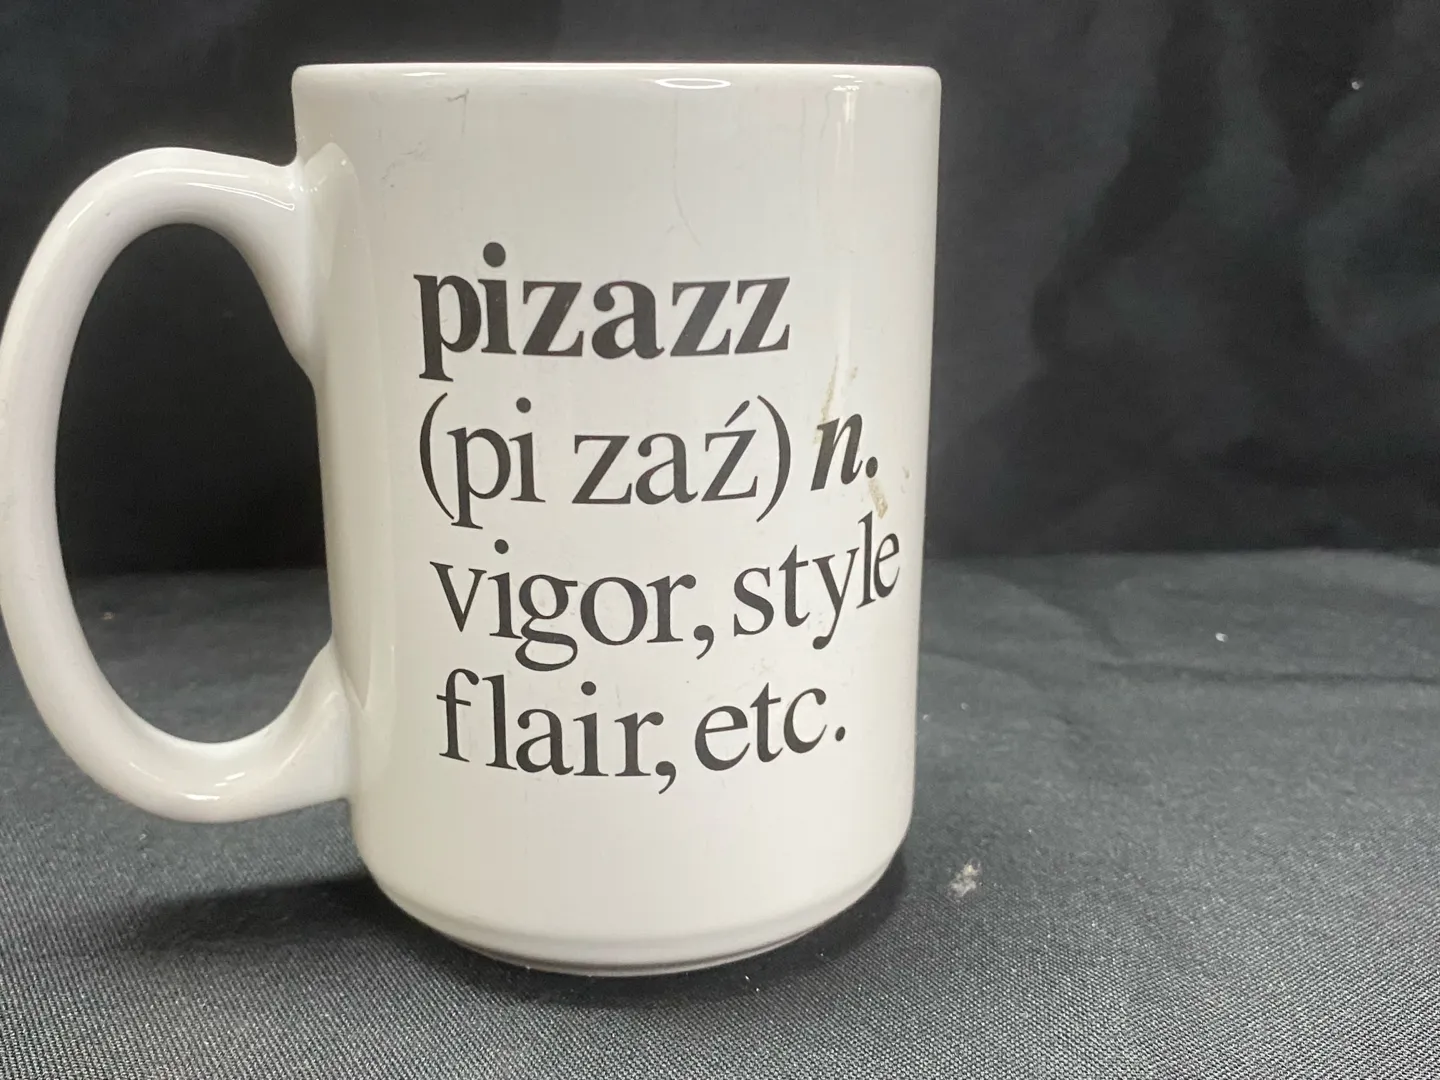 pizazz
(pi zaź) n.
vigor, style
flair, etc.